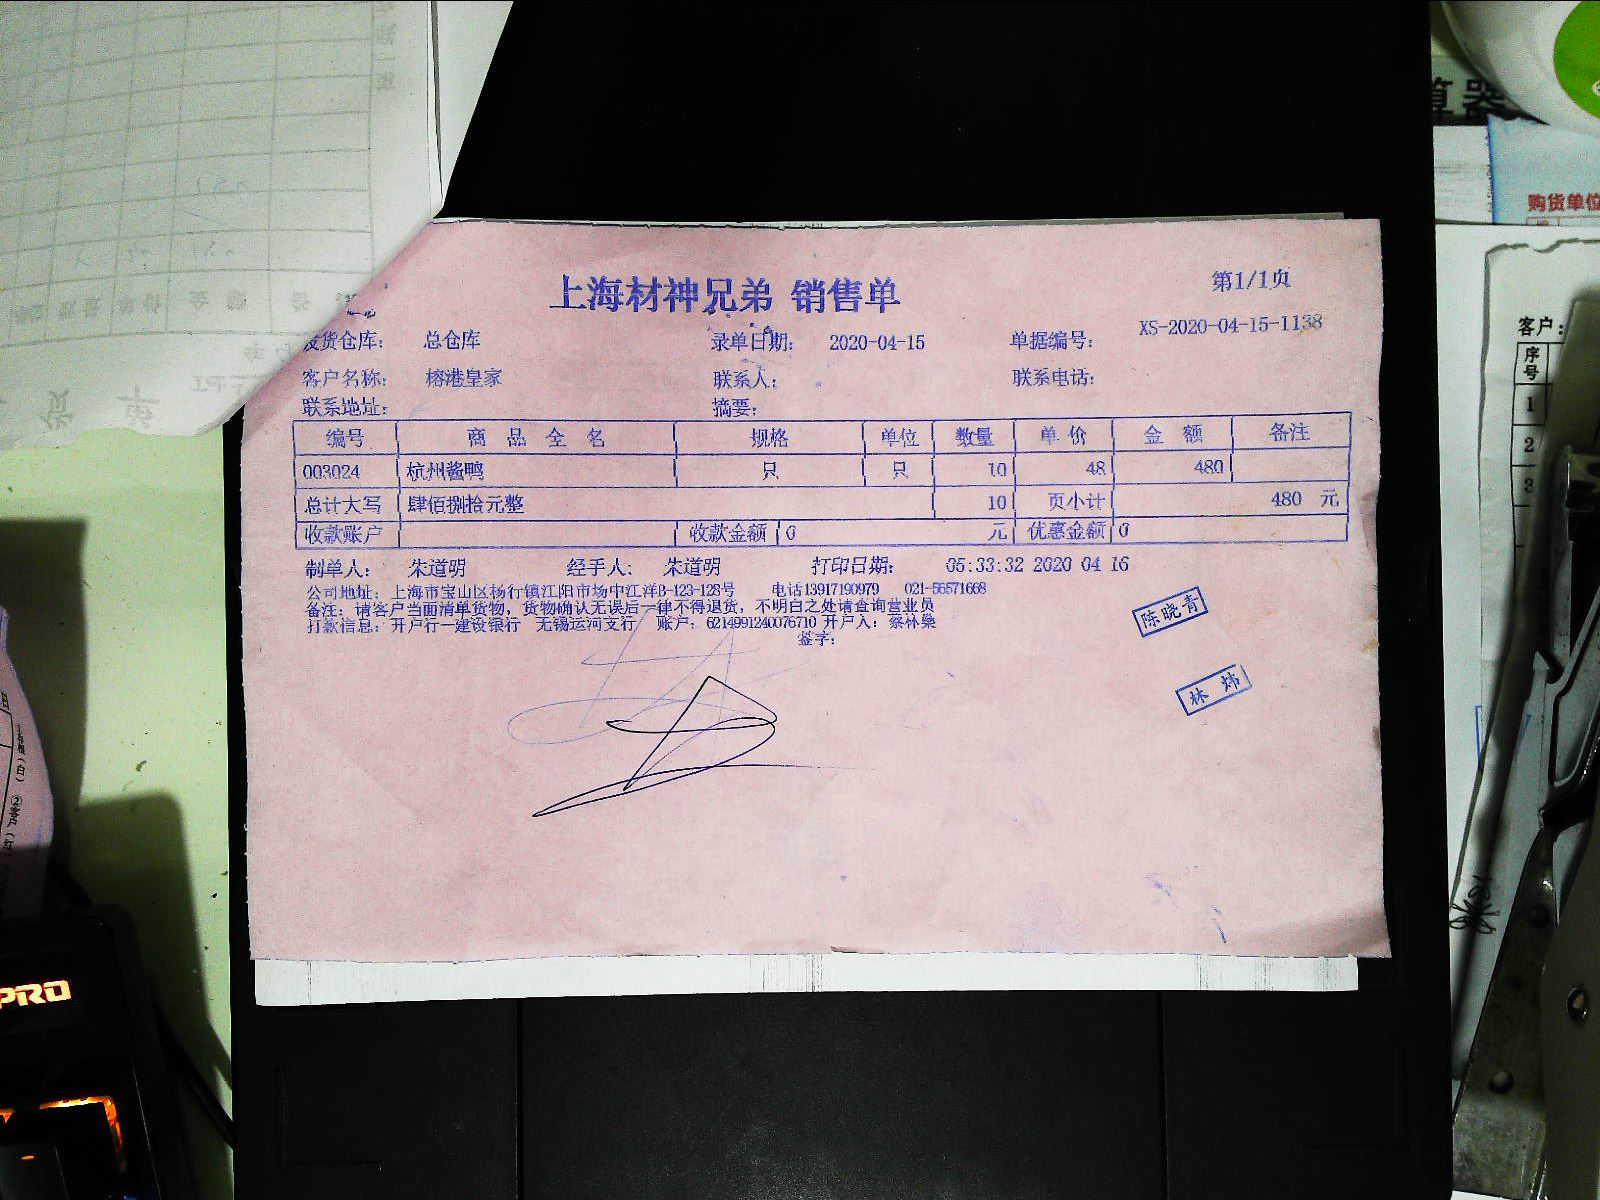 上海材神兄弟 销售单
第1/1页
发货仓库： 总仓库 录单日期： 2020-04-15 单据编号： XS-2020-04-15-1138
客户名称： 榕港皇家 联系人： 联系电话：
联系地址： 摘要：
编号 商品全名 规格 单位 数量 单价 金额 备注
003024 杭州酱鸭 只 只 10 48 480
总计大写 肆佰捌拾元整 10 页小计 480 元
收款账户 收款金额 0 元 优惠金额 0
制单人： 朱道明 经手人： 朱道明 打印日期： 05:33:32 2020 04 16
公司地址：上海市宝山区杨行镇江阳市场中江洋B-123-128号 电话13917190979 021-56571668
备注：请客户当面清单货物，货物确认无误后一律不得退货，不明白之处请查询营业员
打款信息：开户行—建设银行 无锡运河支行 账户：6214991240076710 开户人：蔡林燊
签字：
陈晓青
林炜
算器
购货单位
客户：
序号
1
2
3
PRO